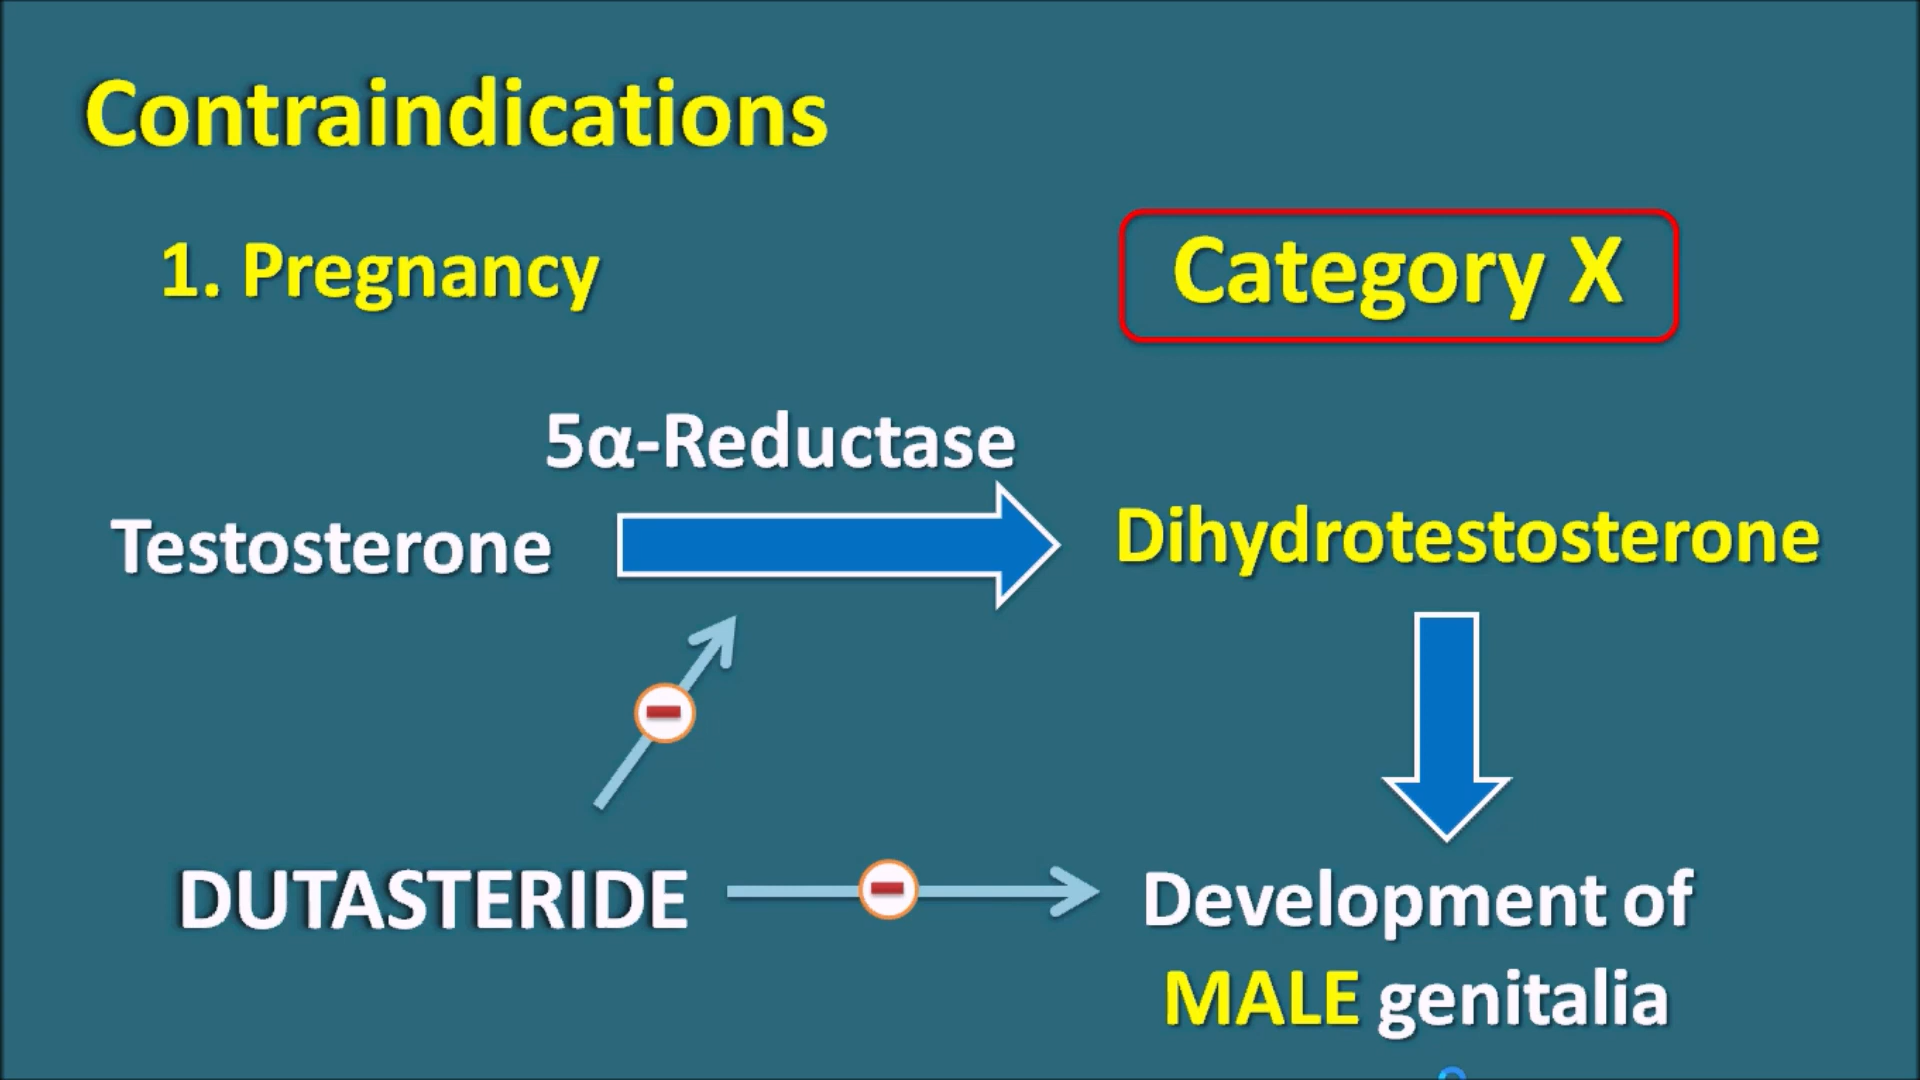 Contraindications
1. Pregnancy
Category X
5α-Reductase
Testosterone
Dihydrotestosterone
DUTASTERIDE
Development of
MALE genitalia